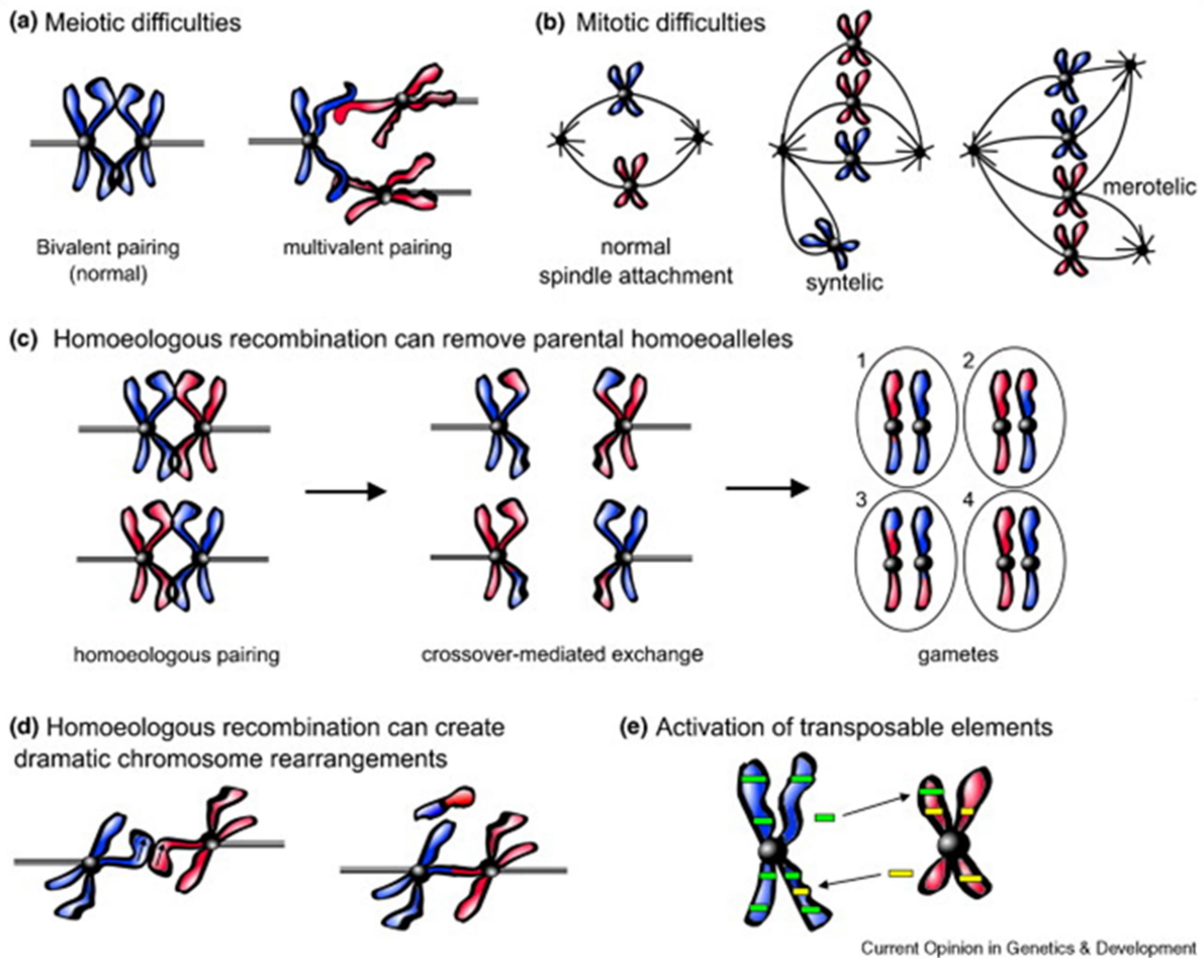 (a) Meiotic difficulties
Bivalent pairing
(normal)
multivalent pairing
(b) Mitotic difficulties
normal
spindle attachment
syntelic
merotelic
(c) Homoeologous recombination can remove parental homoeoalleles
homoeologous pairing
crossover-mediated exchange
1
2
3
4
gametes
(d) Homoeologous recombination can create
dramatic chromosome rearrangements
(e) Activation of transposable elements
Current Opinion in Genetics & Development